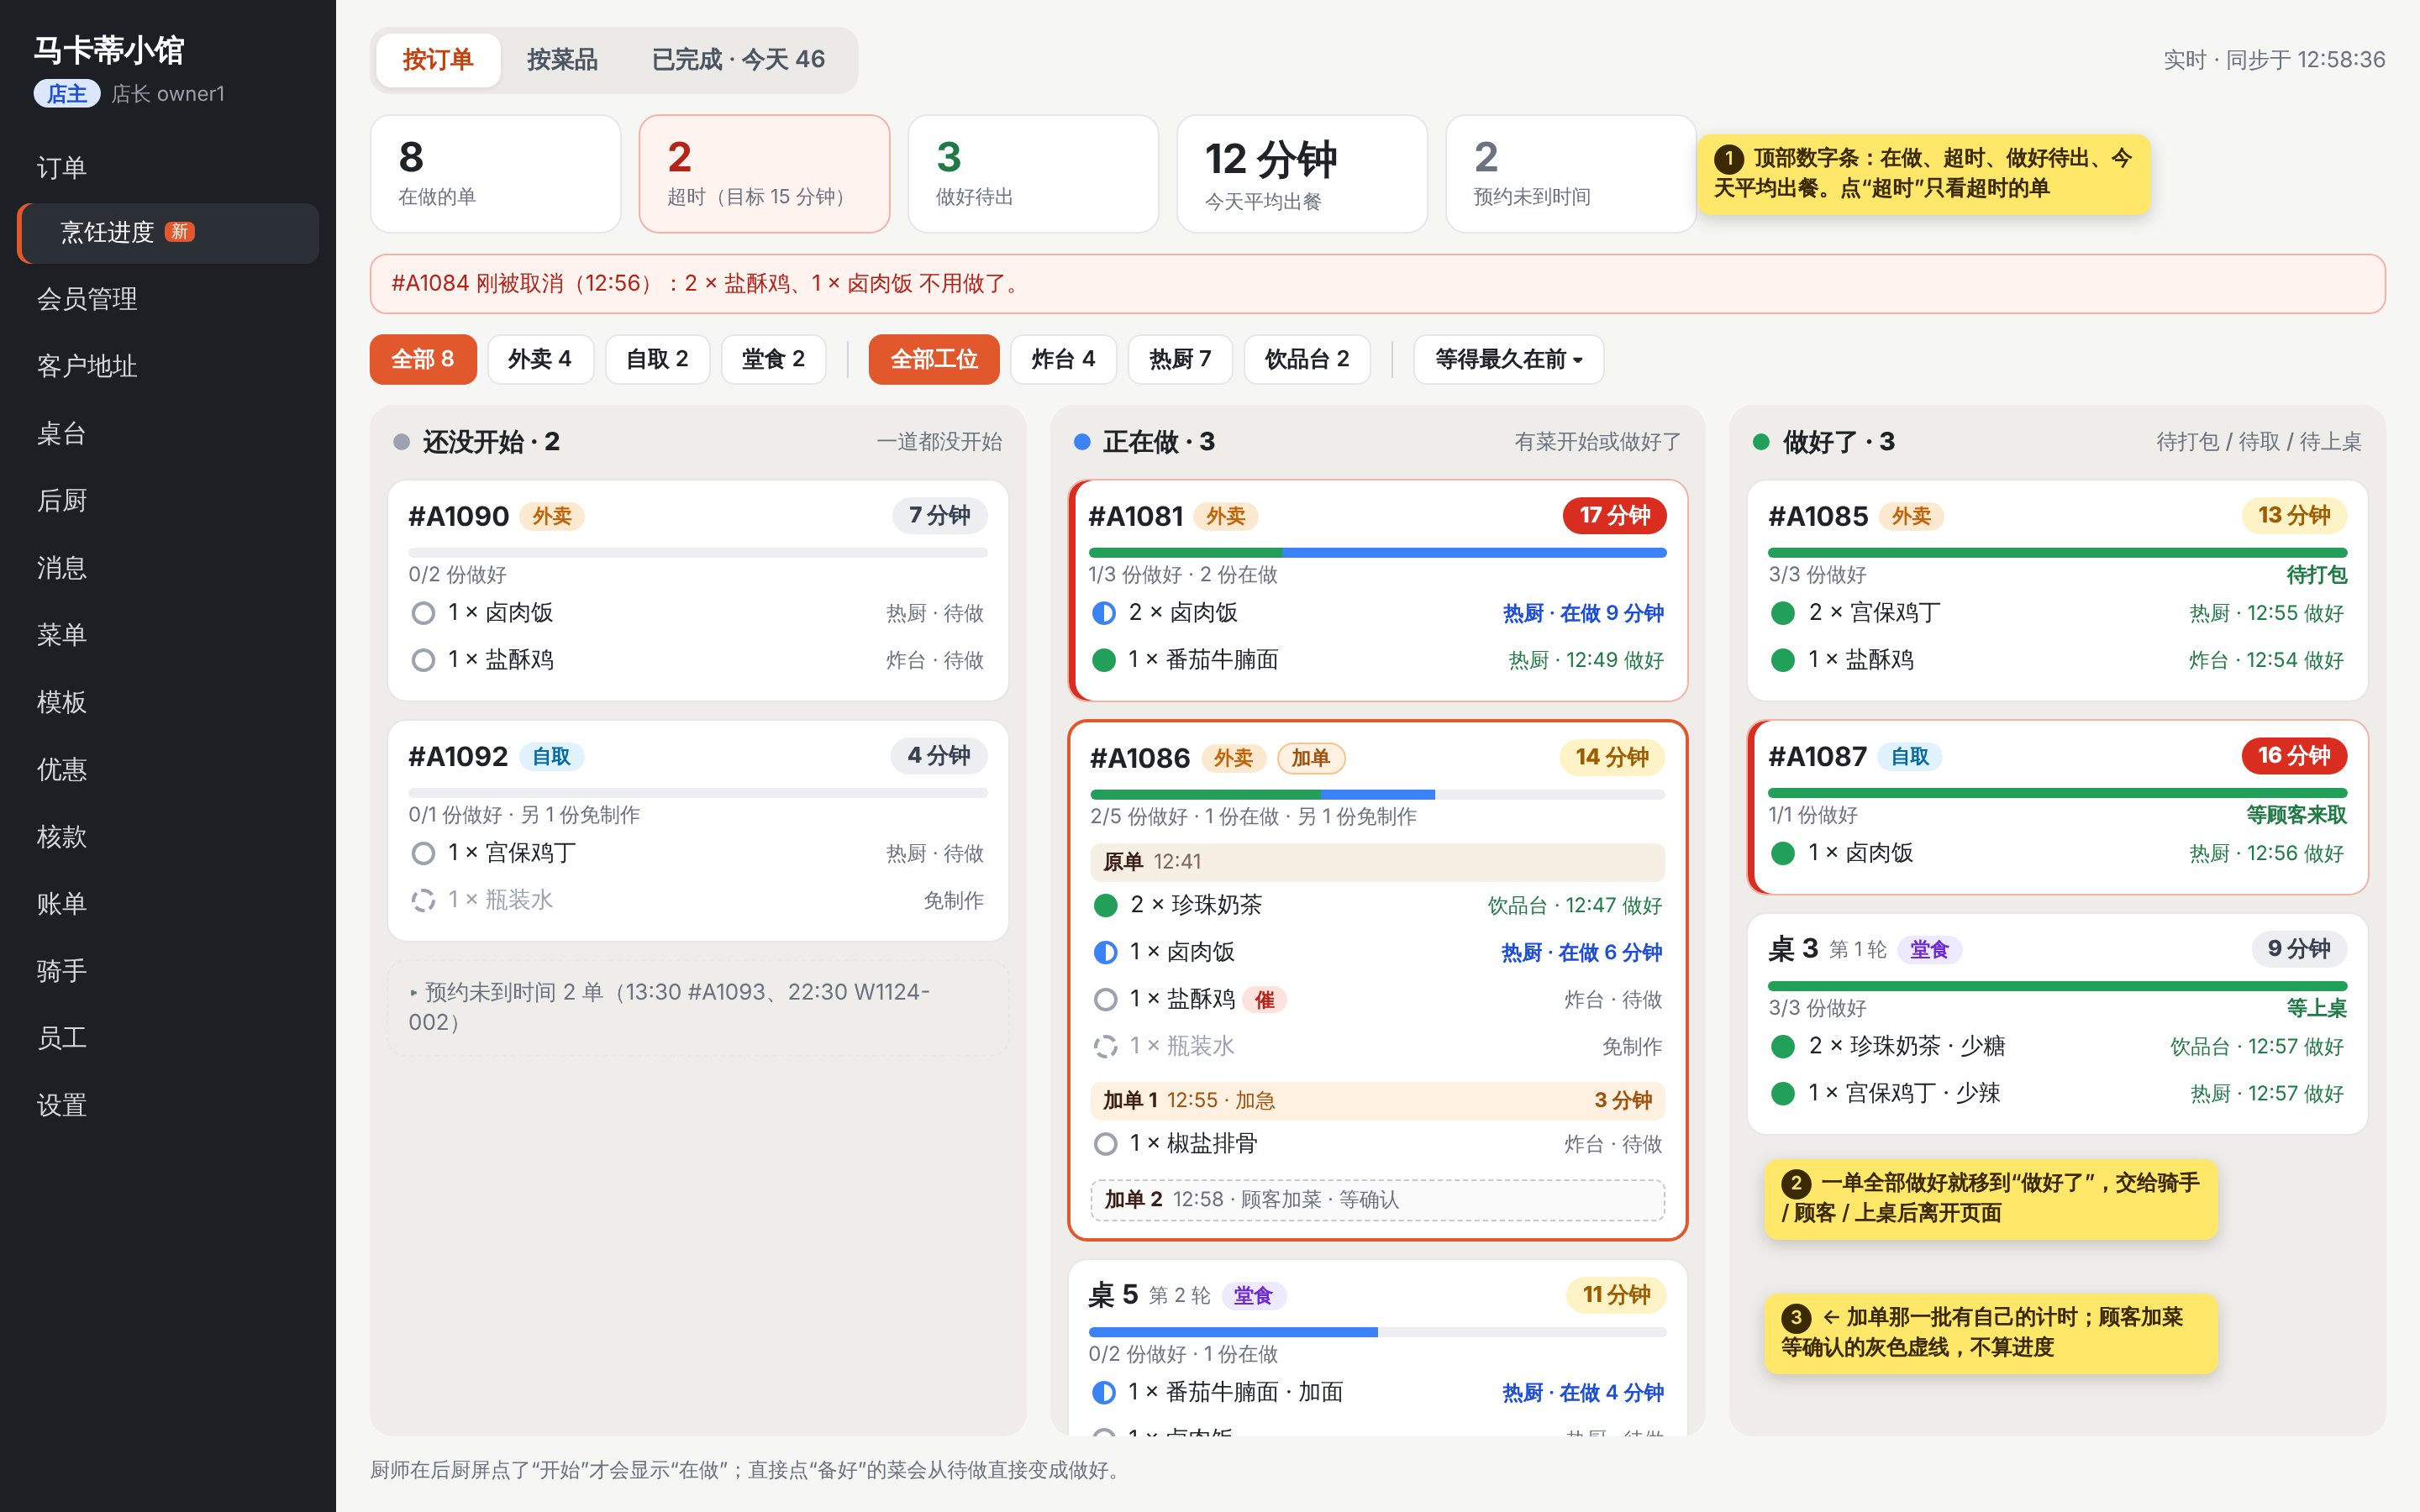 马卡蒂小馆
店主 店长 owner1
订单
烹饪进度 新
会员管理
客户地址
桌台
后厨
消息
菜单
模板
优惠
核款
账单
骑手
员工
设置
按订单 按菜品 已完成 · 今天 46
实时 · 同步于 12:58:36
8
在做的单
2
超时（目标 15 分钟）
3
做好待出
12 分钟
今天平均出餐
2
预约未到时间
1 顶部数字条：在做、超时、做好待出、今
天平均出餐。点“超时”只看超时的单
#A1084 刚被取消（12:56）：2 × 盐酥鸡、1 × 卤肉饭 不用做了。
全部 8 外卖 4 自取 2 堂食 2 全部工位 炸台 4 热厨 7 饮品台 2 等得最久在前
还没开始 · 2 一道都没开始
#A1090 外卖 7 分钟
0/2 份做好
1 × 卤肉饭 热厨 · 待做
1 × 盐酥鸡 炸台 · 待做
#A1092 自取 4 分钟
0/1 份做好 · 另 1 份免制作
1 × 宫保鸡丁 热厨 · 待做
1 × 瓶装水 免制作
预约未到时间 2 单（13:30 #A1093、22:30 W1124-
002）
正在做 · 3 有菜开始或做好了
#A1081 外卖 17 分钟
1/3 份做好 · 2 份在做
2 × 卤肉饭 热厨 · 在做 9 分钟
1 × 番茄牛腩面 热厨 · 12:49 做好
#A1086 外卖 加单 14 分钟
2/5 份做好 · 1 份在做 · 另 1 份免制作
原单 12:41
2 × 珍珠奶茶 饮品台 · 12:47 做好
1 × 卤肉饭 热厨 · 在做 6 分钟
1 × 盐酥鸡 催 炸台 · 待做
1 × 瓶装水 免制作
加单 1 12:55 · 加急 3 分钟
1 × 椒盐排骨 炸台 · 待做
加单 2 12:58 · 顾客加菜 · 等确认
桌 5 第 2 轮 堂食 11 分钟
0/2 份做好 · 1 份在做
1 × 番茄牛腩面 · 加面 热厨 · 在做 4 分钟
1 × 卤肉饭 热厨 · 待做
做好了 · 3 待打包 / 待取 / 待上桌
#A1085 外卖 13 分钟
3/3 份做好 待打包
2 × 宫保鸡丁 热厨 · 12:55 做好
1 × 盐酥鸡 炸台 · 12:54 做好
#A1087 自取 16 分钟
1/1 份做好 等顾客来取
1 × 卤肉饭 热厨 · 12:56 做好
桌 3 第 1 轮 堂食 9 分钟
3/3 份做好 等上桌
2 × 珍珠奶茶 · 少糖 饮品台 · 12:57 做好
1 × 宫保鸡丁 · 少辣 热厨 · 12:57 做好
2 一单全部做好就移到“做好了”，交给骑手
/ 顾客 / 上桌后离开页面
3 ← 加单那一批有自己的计时；顾客加菜
等确认的灰色虚线，不算进度
厨师在后厨屏点了“开始”才会显示“在做”；直接点“备好”的菜会从待做直接变成做好。